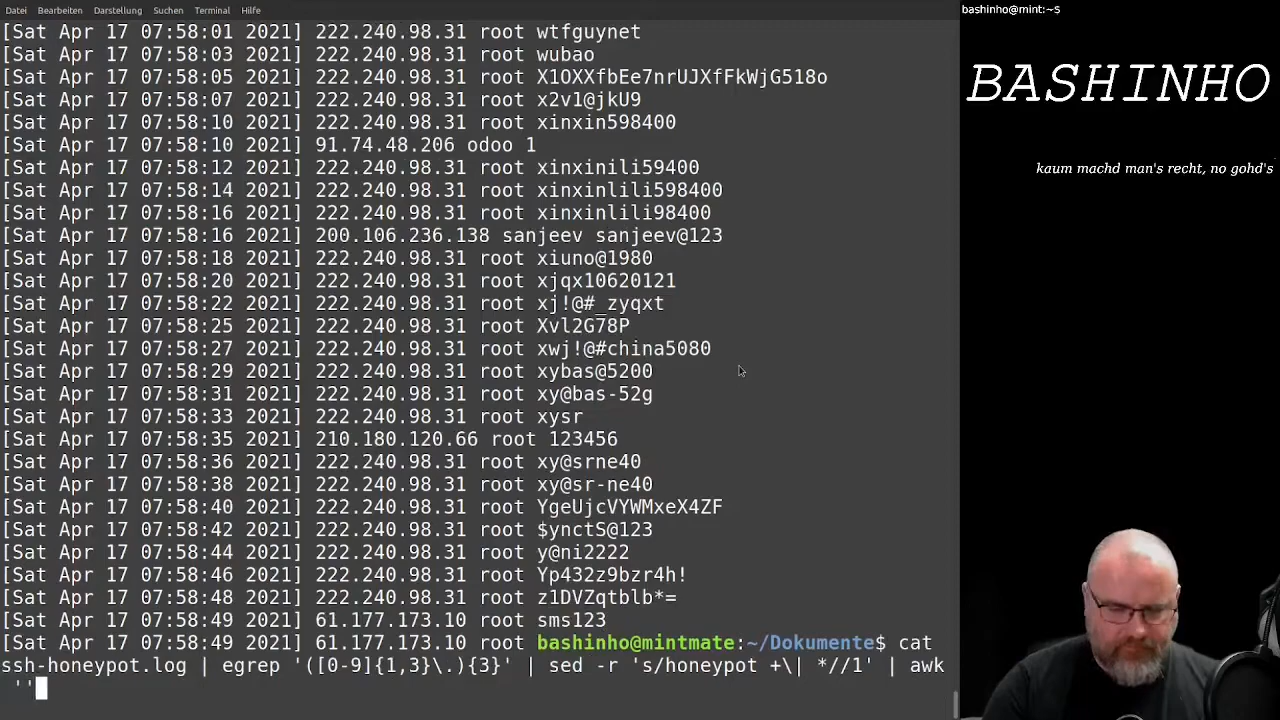 Datei Bearbeiten Darstellung Suchen Terminal Hilfe
[Sat Apr 17 07:58:01 2021] 222.240.98.31 root wtfguynet
[Sat Apr 17 07:58:03 2021] 222.240.98.31 root wubao
[Sat Apr 17 07:58:05 2021] 222.240.98.31 root X1OXXfbEe7nrUJXfFkWjG518o
[Sat Apr 17 07:58:07 2021] 222.240.98.31 root x2v1@jkU9
[Sat Apr 17 07:58:10 2021] 222.240.98.31 root xinxin598400
[Sat Apr 17 07:58:10 2021] 91.74.48.206 odoo 1
[Sat Apr 17 07:58:12 2021] 222.240.98.31 root xinxinili59400
[Sat Apr 17 07:58:14 2021] 222.240.98.31 root xinxinlili598400
[Sat Apr 17 07:58:16 2021] 222.240.98.31 root xinxinlili98400
[Sat Apr 17 07:58:16 2021] 200.106.236.138 sanjeev sanjeev@123
[Sat Apr 17 07:58:18 2021] 222.240.98.31 root xiuno@1980
[Sat Apr 17 07:58:20 2021] 222.240.98.31 root xjqx10620121
[Sat Apr 17 07:58:22 2021] 222.240.98.31 root xj!@#_zyqxt
[Sat Apr 17 07:58:25 2021] 222.240.98.31 root Xvl2G78P
[Sat Apr 17 07:58:27 2021] 222.240.98.31 root xwj!@#china5080
[Sat Apr 17 07:58:29 2021] 222.240.98.31 root xybas@5200
[Sat Apr 17 07:58:31 2021] 222.240.98.31 root xy@bas-52g
[Sat Apr 17 07:58:33 2021] 222.240.98.31 root xysr
[Sat Apr 17 07:58:35 2021] 210.180.120.66 root 123456
[Sat Apr 17 07:58:36 2021] 222.240.98.31 root xy@srne40
[Sat Apr 17 07:58:38 2021] 222.240.98.31 root xy@sr-ne40
[Sat Apr 17 07:58:40 2021] 222.240.98.31 root YgeUjcVYWMxeX4ZF
[Sat Apr 17 07:58:42 2021] 222.240.98.31 root $ynctS@123
[Sat Apr 17 07:58:44 2021] 222.240.98.31 root y@ni2222
[Sat Apr 17 07:58:46 2021] 222.240.98.31 root Yp432z9bzr4h!
[Sat Apr 17 07:58:48 2021] 222.240.98.31 root z1DVZqtblb*=
[Sat Apr 17 07:58:49 2021] 61.177.173.10 root sms123
[Sat Apr 17 07:58:49 2021] 61.177.173.10 root bashinho@mintmate:~/Dokumente$ cat
ssh-honeypot.log | egrep '([0-9]{1,3}\.){3}' | sed -r 's/honeypot +\| *//1' | awk
''
bashinho@mint:~$
BASHINHO
kaum machd man's recht, no gohd's